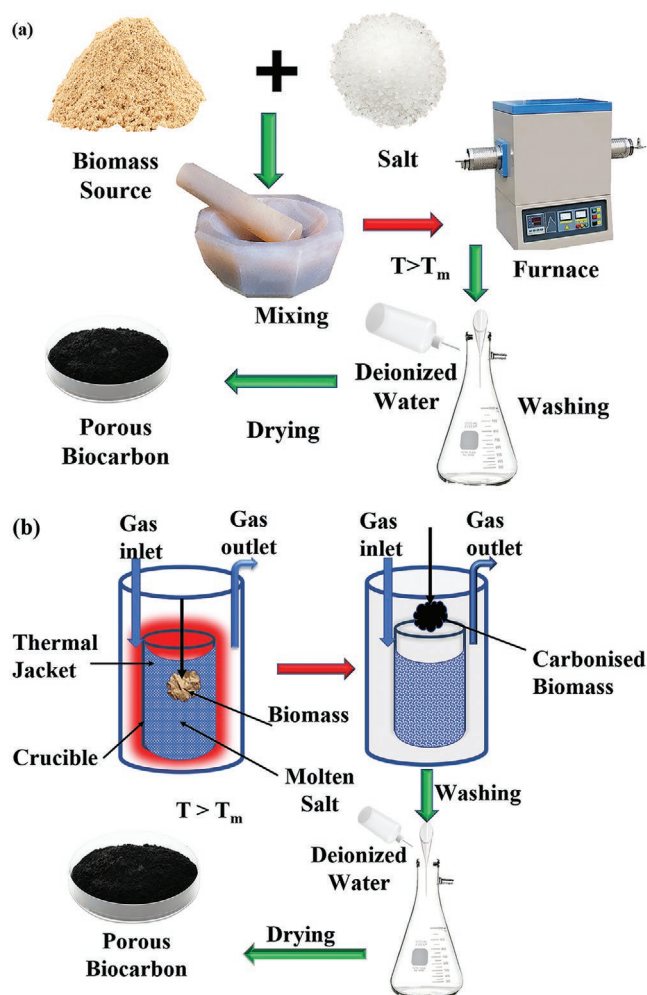 (a)
Biomass
Source
Salt
Mixing
T>Tm
Furnace
Deionized
Water
Washing
Drying
Porous
Biocarbon
(b)
Gas
inlet
Gas
outlet
Thermal
Jacket
Biomass
Crucible
Molten
Salt
T > Tm
Gas
inlet
Gas
outlet
Carbonised
Biomass
Washing
Deionized
Water
Drying
Porous
Biocarbon